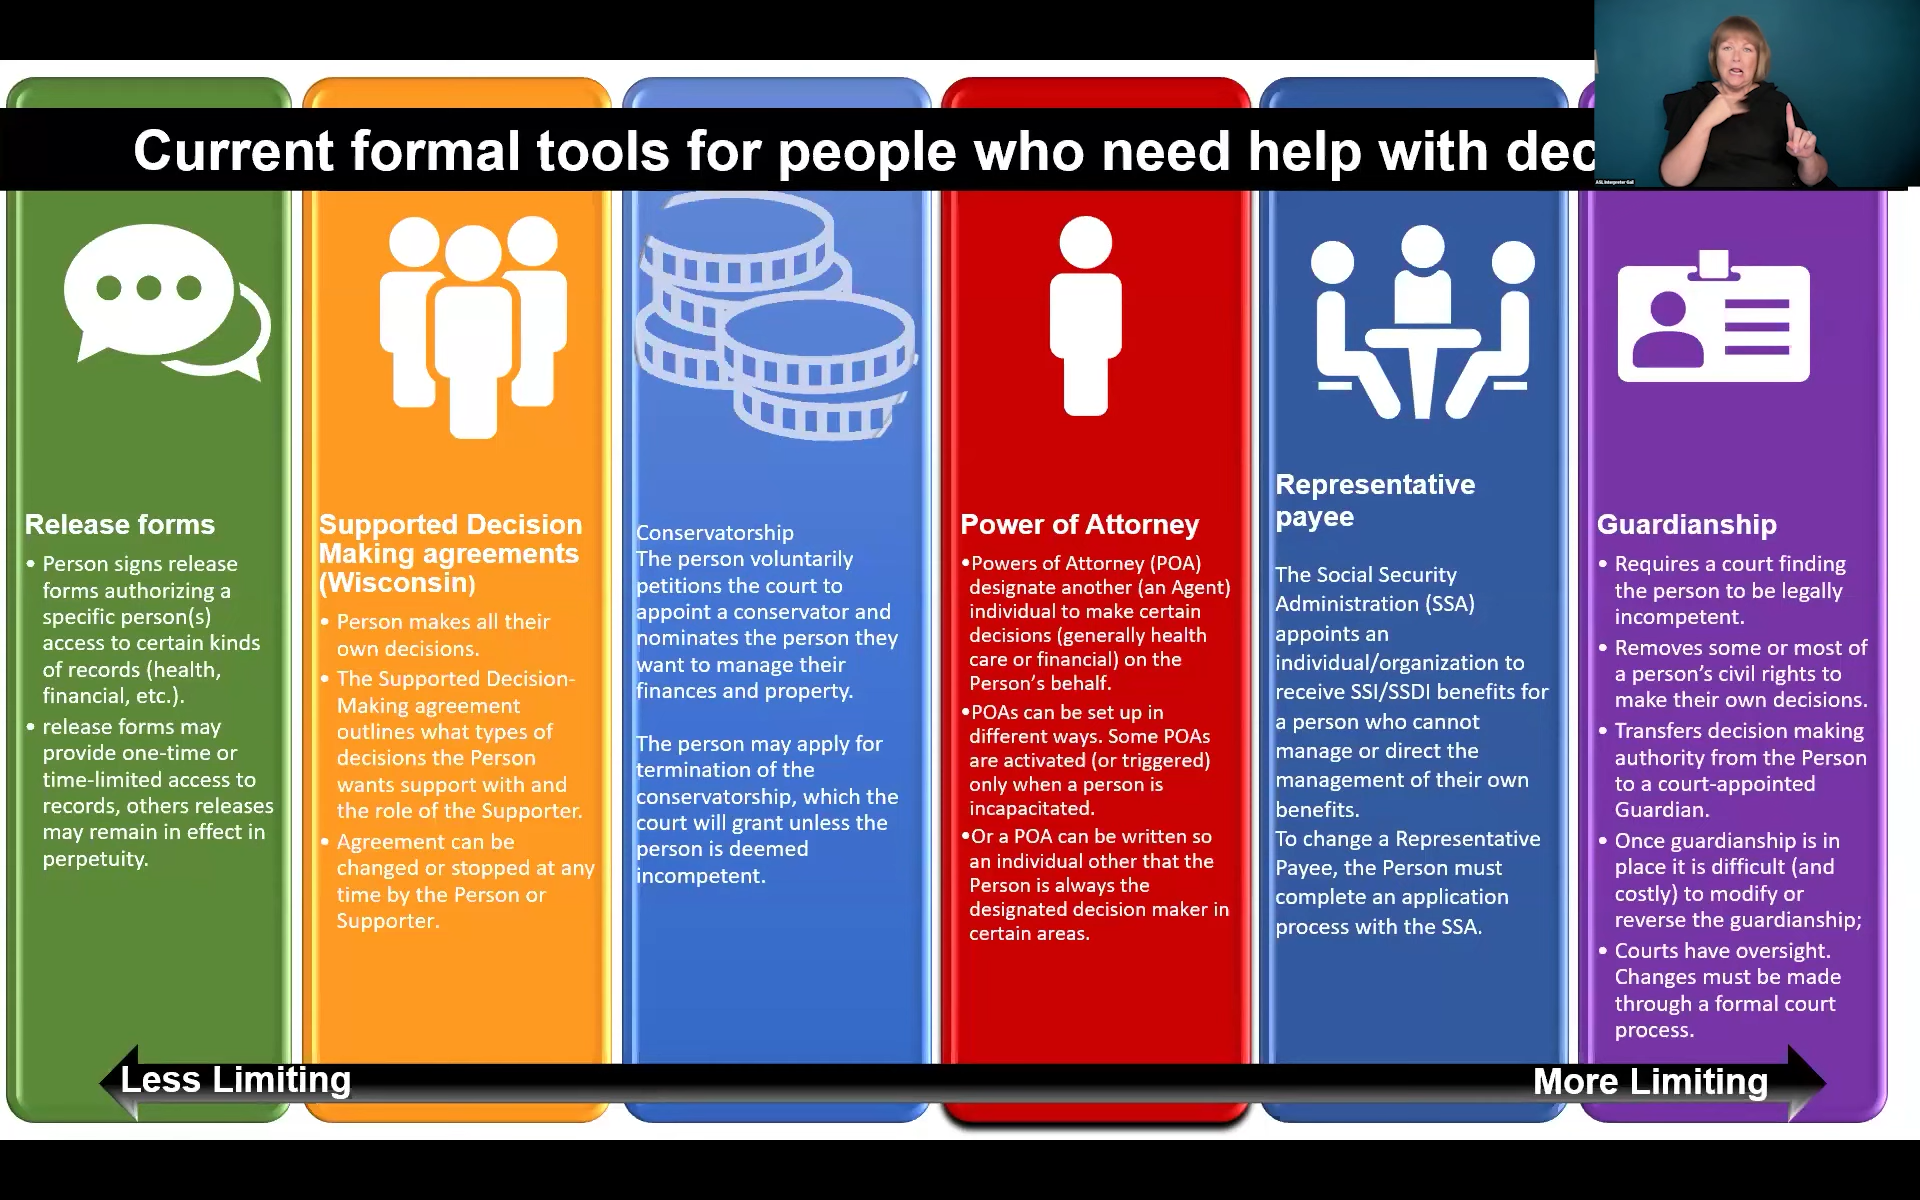 Current formal tools for people who need help with dec
ASL Interpreter Gail
Release forms
• Person signs release
forms authorizing a
specific person(s)
access to certain kinds
of records (health,
financial, etc.).
• release forms may
provide one-time or
time-limited access to
records, others releases
may remain in effect in
perpetuity.
Supported Decision
Making agreements
(Wisconsin)
• Person makes all their
own decisions.
• The Supported Decision-
Making agreement
outlines what types of
decisions the Person
wants support with and
the role of the Supporter.
• Agreement can be
changed or stopped at any
time by the Person or
Supporter.
Conservatorship
The person voluntarily
petitions the court to
appoint a conservator and
nominates the person they
want to manage their
finances and property.
The person may apply for
termination of the
conservatorship, which the
court will grant unless the
person is deemed
incompetent.
Power of Attorney
•Powers of Attorney (POA)
designate another (an Agent)
individual to make certain
decisions (generally health
care or financial) on the
Person's behalf.
•POAs can be set up in
different ways. Some POAs
are activated (or triggered)
only when a person is
incapacitated.
•Or a POA can be written so
an individual other that the
Person is always the
designated decision maker in
certain areas.
Representative
payee
The Social Security
Administration (SSA)
appoints an
individual/organization to
receive SSI/SSDI benefits for
a person who cannot
manage or direct the
management of their own
benefits.
To change a Representative
Payee, the Person must
complete an application
process with the SSA.
Guardianship
• Requires a court finding
the person to be legally
incompetent.
• Removes some or most of
a person's civil rights to
make their own decisions.
• Transfers decision making
authority from the Person
to a court-appointed
Guardian.
• Once guardianship is in
place it is difficult (and
costly) to modify or
reverse the guardianship;
• Courts have oversight.
Changes must be made
through a formal court
process.
Less Limiting
More Limiting